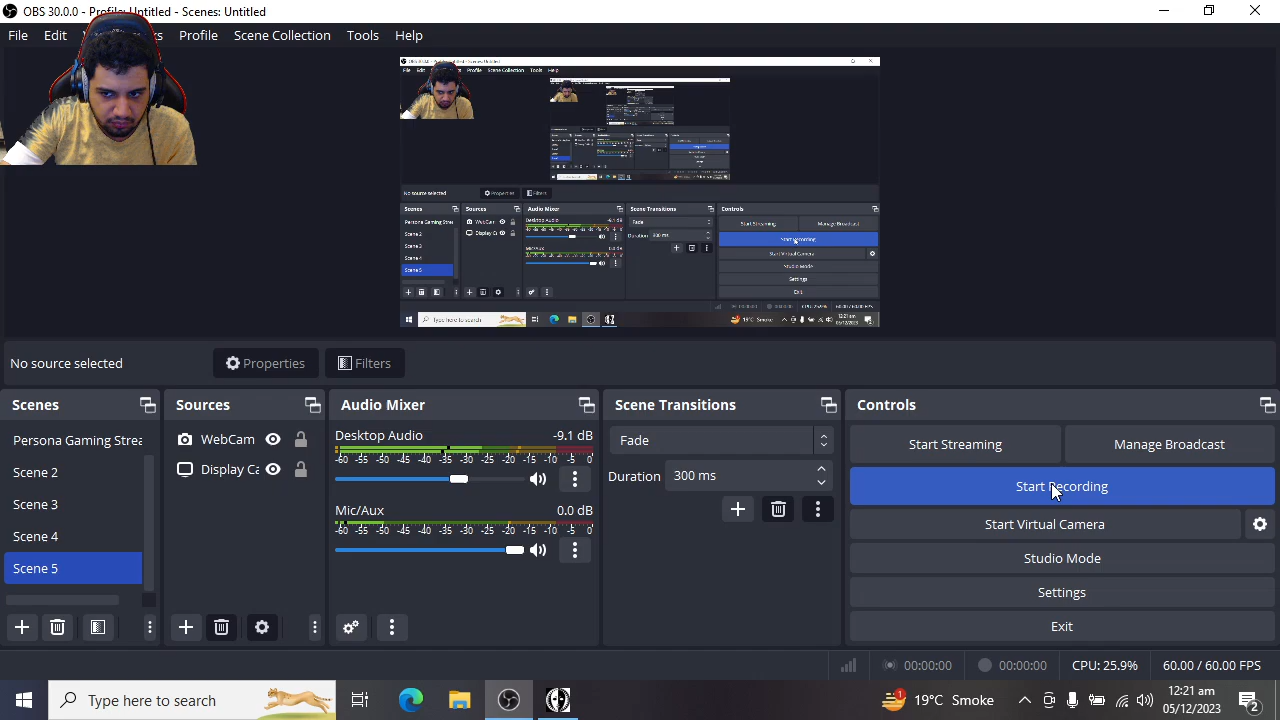 OBS 30.0.0 - Profile: Untitled - Scenes: Untitled
File Edit Profile Scene Collection Tools Help
No source selected Properties Filters
Scenes
Persona Gaming Strea
Scene 2
Scene 3
Scene 4
Scene 5
Sources
WebCam
Display Ca
Audio Mixer
Desktop Audio -9.1 dB
-60 -55 -50 -45 -40 -35 -30 -25 -20 -15 -10 -5 0
Mic/Aux 0.0 dB
-60 -55 -50 -45 -40 -35 -30 -25 -20 -15 -10 -5 0
Scene Transitions
Fade
Duration 300 ms
Controls
Start Streaming Manage Broadcast
Start Recording
Start Virtual Camera
Studio Mode
Settings
Exit
00:00:00 00:00:00 CPU: 25.9% 60.00 / 60.00 FPS
Type here to search
1 19°C Smoke
12:21 am
05/12/2023
2